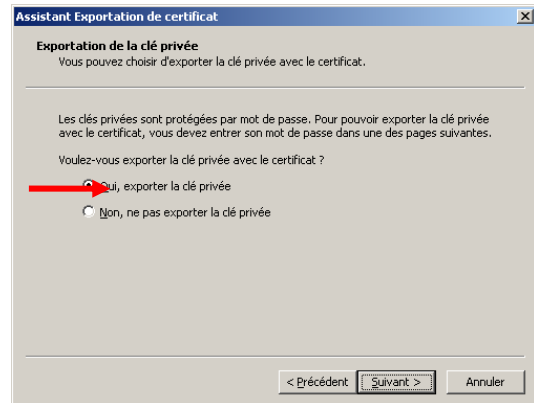 Assistant Exportation de certificat
Exportation de la clé privée
Vous pouvez choisir d'exporter la clé privée avec le certificat.
Les clés privées sont protégées par mot de passe. Pour pouvoir exporter la clé privée
avec le certificat, vous devez entrer son mot de passe dans une des pages suivantes.
Voulez-vous exporter la clé privée avec le certificat ?
Oui, exporter la clé privée
Non, ne pas exporter la clé privée
< Précédent Suivant > Annuler